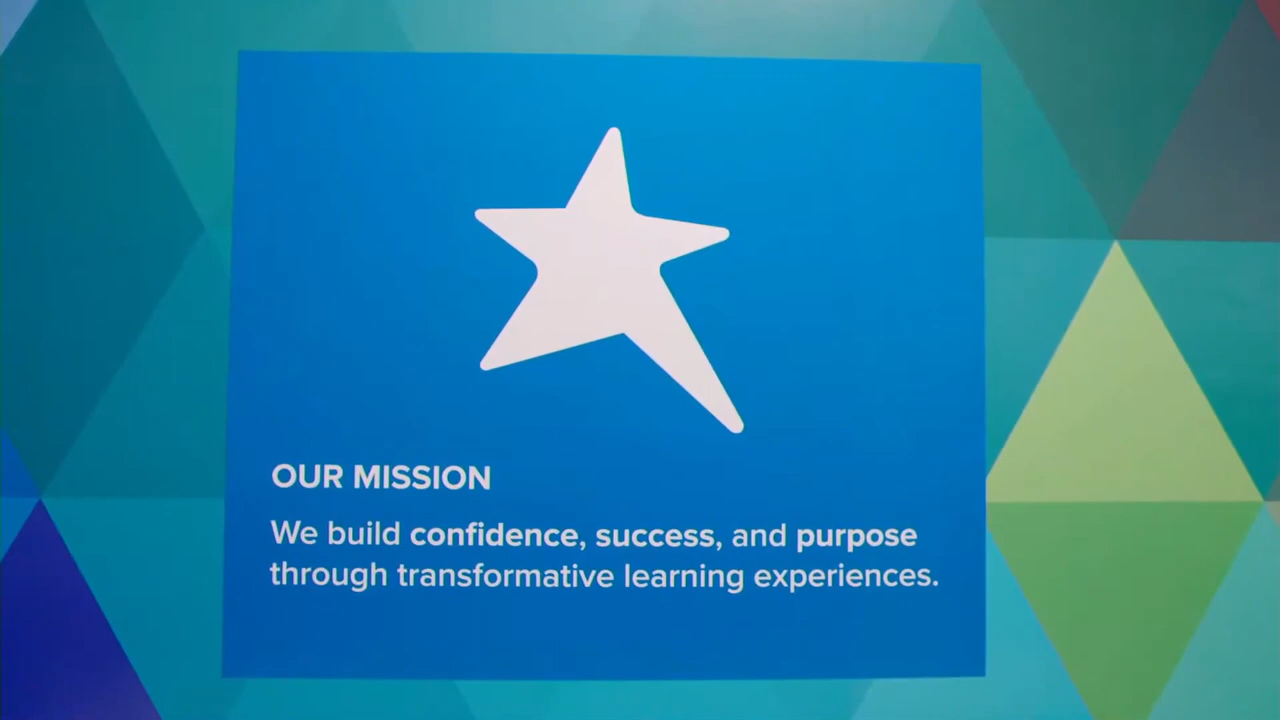 OUR MISSION
We build confidence, success, and purpose
through transformative learning experiences.